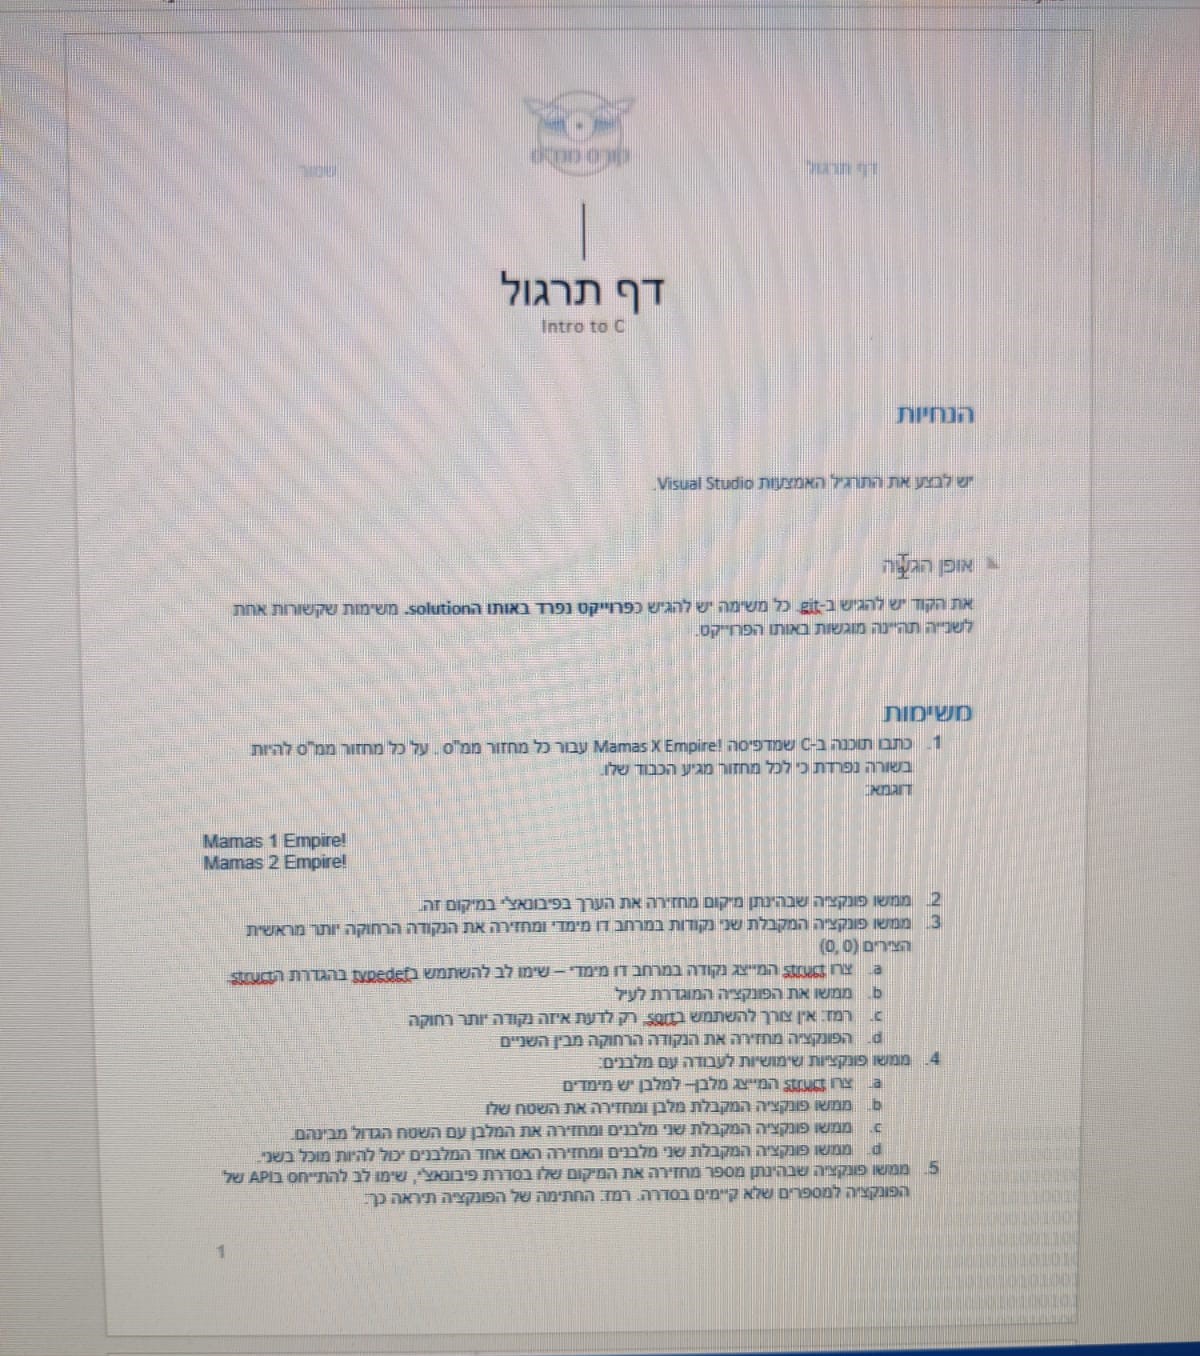 קורס ממ"ס
דף תרגול
שמור
דף תרגול
Intro to C
הנחיות
יש לבצע את התרגיל האמצעות Visual Studio.
אופן הגשה
את הקוד יש להגיש ב-git. כל משימה יש להגיש כפרוייקט נפרד באותו הsolution. משימות שקשורות אחת
לשנייה תהיינה מוגשות באותו הפרוייקט.
משימות
1. כתבו תוכנה ב-C שמדפיסה Mamas X Empire! עבור כל מחזור ממ"ס . על כל מחזור ממ"ס להיות
בשורה נפרדת כי לכל מחזור מגיע הכבוד שלו.
דוגמא:
Mamas 1 Empire!
Mamas 2 Empire!
2. ממשו פונקציה שבהינתן מיקום מחזירה את הערך בפיבונאצ'י במיקום זה.
3. ממשו פונקציה המקבלת שני נקודות במרחב דו מימדי ומחזירה את הנקודה הרחוקה יותר מראשית
הצירים (0, 0)
a. צרו struct המייצג נקודה במרחב דו מימדי – שימו לב להשתמש בtypedef בהגדרת הstruct.
b. ממשו את הפונקציה המוגדרת לעיל
c. רמז: אין צורך להשתמש בsqrt, רק לדעת איזה נקודה יותר רחוקה
d. הפונקציה מחזירה את הנקודה הרחוקה מבין השניים
4. ממשו פונקציות שימושיות לעבודה עם מלבנים:
a. צרו struct המייצג מלבן– למלבן יש מימדים
b. ממשו פונקציה המקבלת מלבן ומחזירה את השטח שלו
c. ממשו פונקציה המקבלת שני מלבנים ומחזירה את המלבן עם השטח הגדול מבינהם.
d. ממשו פונקציה המקבלת שני מלבנים ומחזירה האם אחד המלבנים יכול להיות מוכל בשני.
5. ממשו פונקציה שבהינתן מספר מחזירה את המיקום שלו בסדרת פיבונאצ'י, שימו לב להתייחס בAPI של
הפונקציה למספרים שלא קיימים בסדרה. רמז: החתימה של הפונקציה תיראה כך:
1